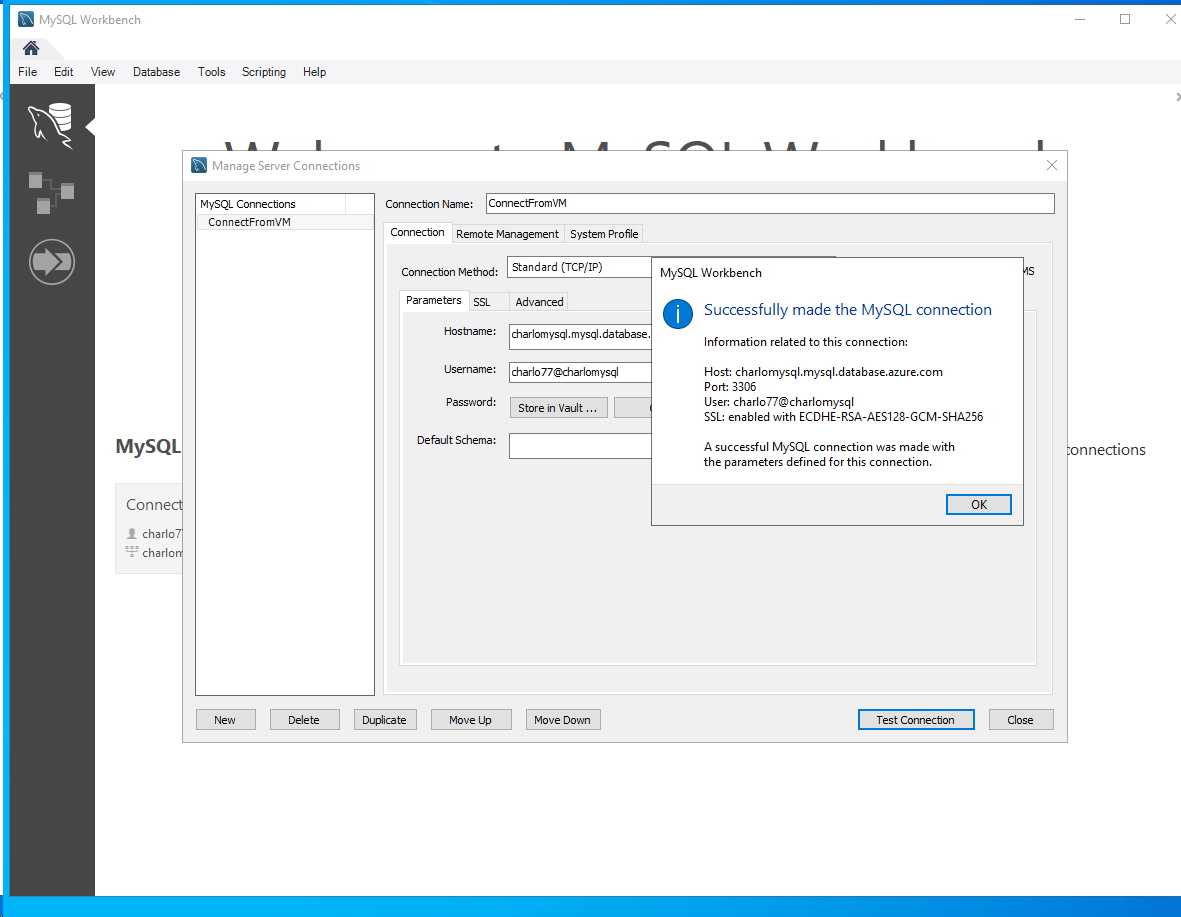 MySQL Workbench
File Edit View Database Tools Scripting Help
Manage Server Connections
MySQL Connections
ConnectFromVM
Connection Name: ConnectFromVM
Connection Remote Management System Profile
Connection Method: Standard (TCP/IP)
Parameters SSL Advanced
Hostname: charlomysql.mysql.database.
Username: charlo77@charlomysql
Password: Store in Vault ...
Default Schema:
MySQL Workbench
Successfully made the MySQL connection
Information related to this connection:
Host: charlomysql.mysql.database.azure.com
Port: 3306
User: charlo77@charlomysql
SSL: enabled with ECDHE-RSA-AES128-GCM-SHA256
A successful MySQL connection was made with
the parameters defined for this connection.
OK
MySQL
connections
Connect
charlo7
charlom
New Delete Duplicate Move Up Move Down Test Connection Close